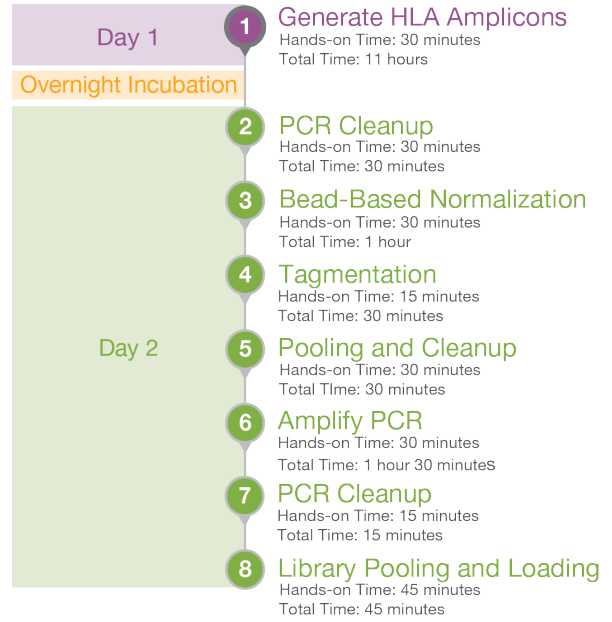 Day 1
1
Generate HLA Amplicons
Hands-on Time: 30 minutes
Total Time: 11 hours
Overnight Incubation
Day 2
2
PCR Cleanup
Hands-on Time: 30 minutes
Total Time: 30 minutes
3
Bead-Based Normalization
Hands-on Time: 30 minutes
Total Time: 1 hour
4
Tagmentation
Hands-on Time: 15 minutes
Total Time: 30 minutes
5
Pooling and Cleanup
Hands-on Time: 30 minutes
Total TIme: 30 minutes
6
Amplify PCR
Hands-on Time: 30 minutes
Total Time: 1 hour 30 minutes
7
PCR Cleanup
Hands-on Time: 15 minutes
Total Time: 15 minutes
8
Library Pooling and Loading
Hands-on Time: 45 minutes
Total Time: 45 minutes